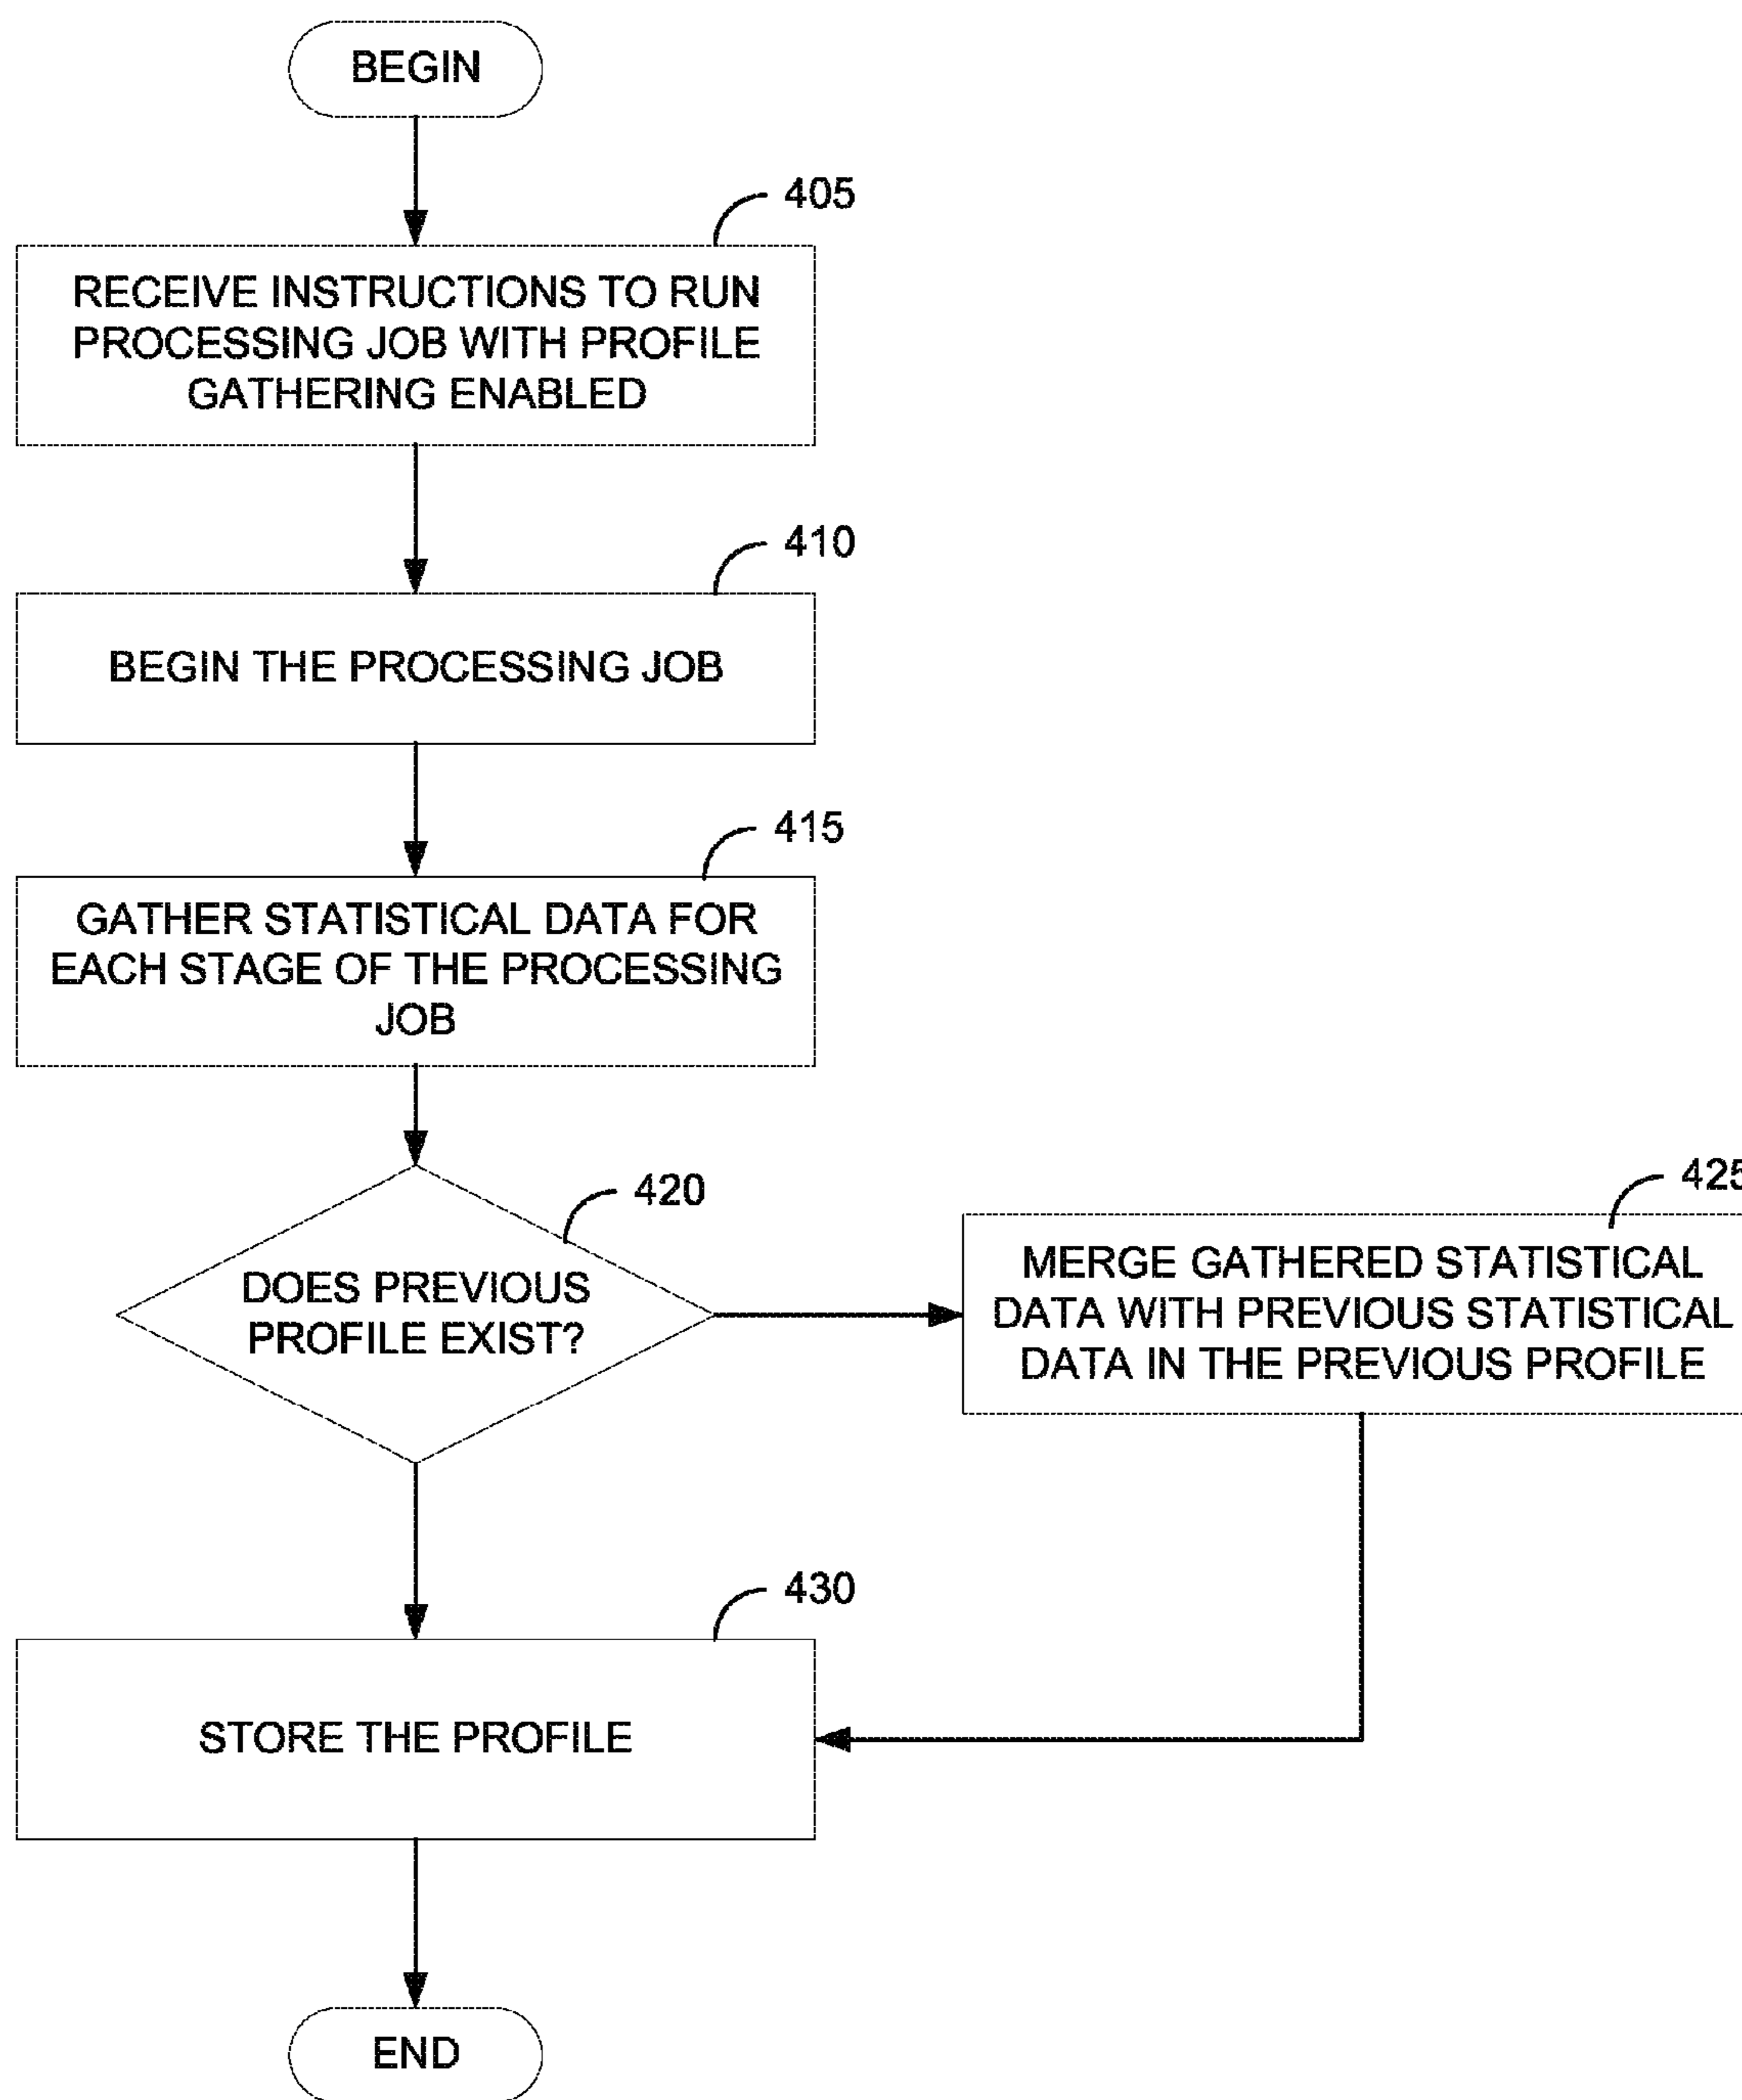 BEGIN
405
RECEIVE INSTRUCTIONS TO RUN
PROCESSING JOB WITH PROFILE
GATHERING ENABLED
410
BEGIN THE PROCESSING JOB
415
GATHER STATISTICAL DATA FOR
EACH STAGE OF THE PROCESSING
JOB
420
DOES PREVIOUS
PROFILE EXIST?
425
MERGE GATHERED STATISTICAL
DATA WITH PREVIOUS STATISTICAL
DATA IN THE PREVIOUS PROFILE
430
STORE THE PROFILE
END